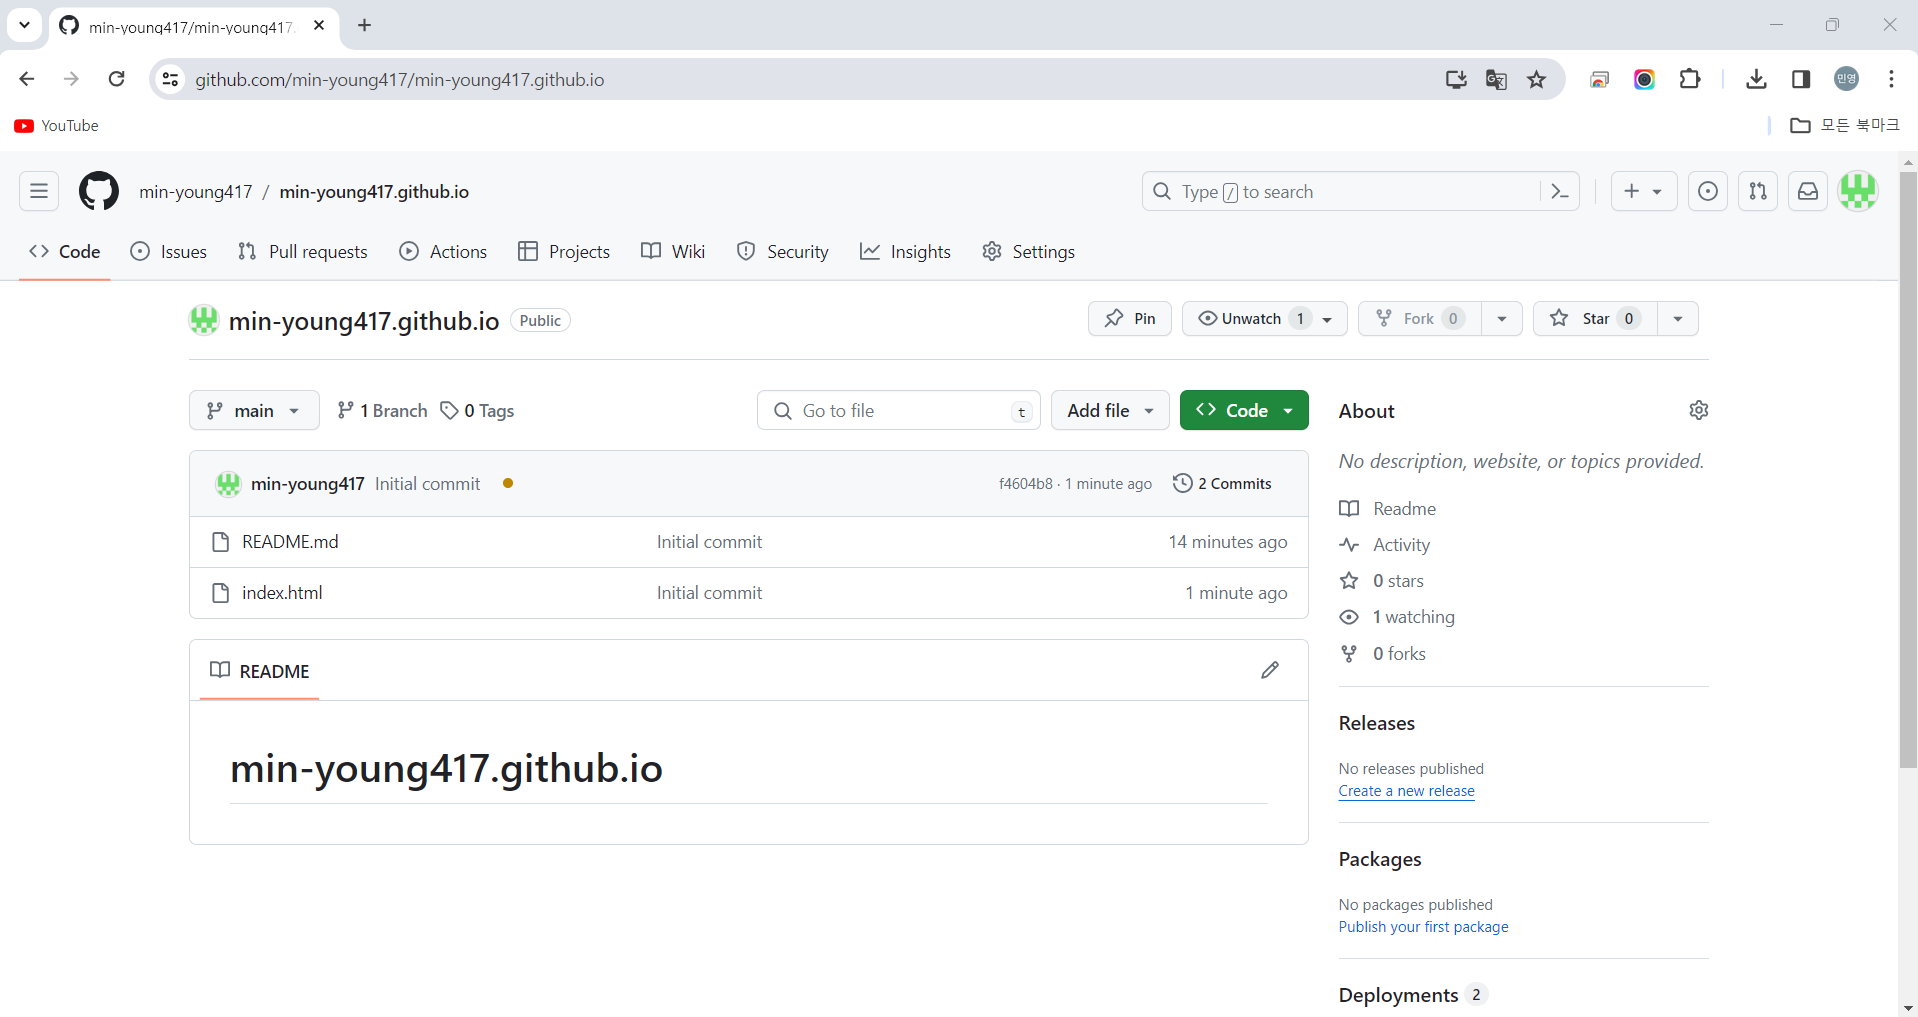 min-young417/min-young417.
github.com/min-young417/min-young417.github.io
민영
YouTube
모든 북마크
min-young417 / min-young417.github.io
Type / to search
Code Issues Pull requests Actions Projects Wiki Security Insights Settings
min-young417.github.io Public
Pin Unwatch 1 Fork 0 Star 0
main 1 Branch 0 Tags Go to file t Add file Code
min-young417 Initial commit f4604b8 · 1 minute ago 2 Commits
README.md Initial commit 14 minutes ago
index.html Initial commit 1 minute ago
README
min-young417.github.io
About
No description, website, or topics provided.
Readme
Activity
0 stars
1 watching
0 forks
Releases
No releases published
Create a new release
Packages
No packages published
Publish your first package
Deployments 2